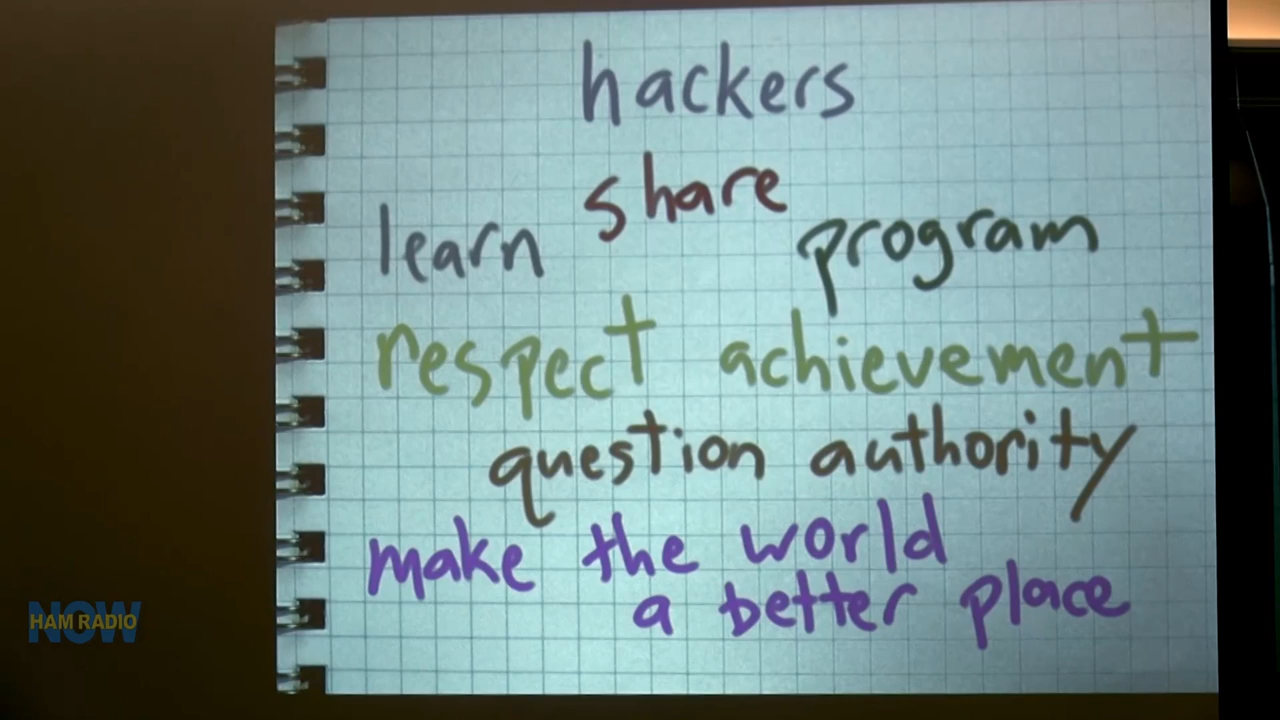 hackers
share
learn program
respect achievement
question authority
make the world
a better place
NOW
HAM RADIO